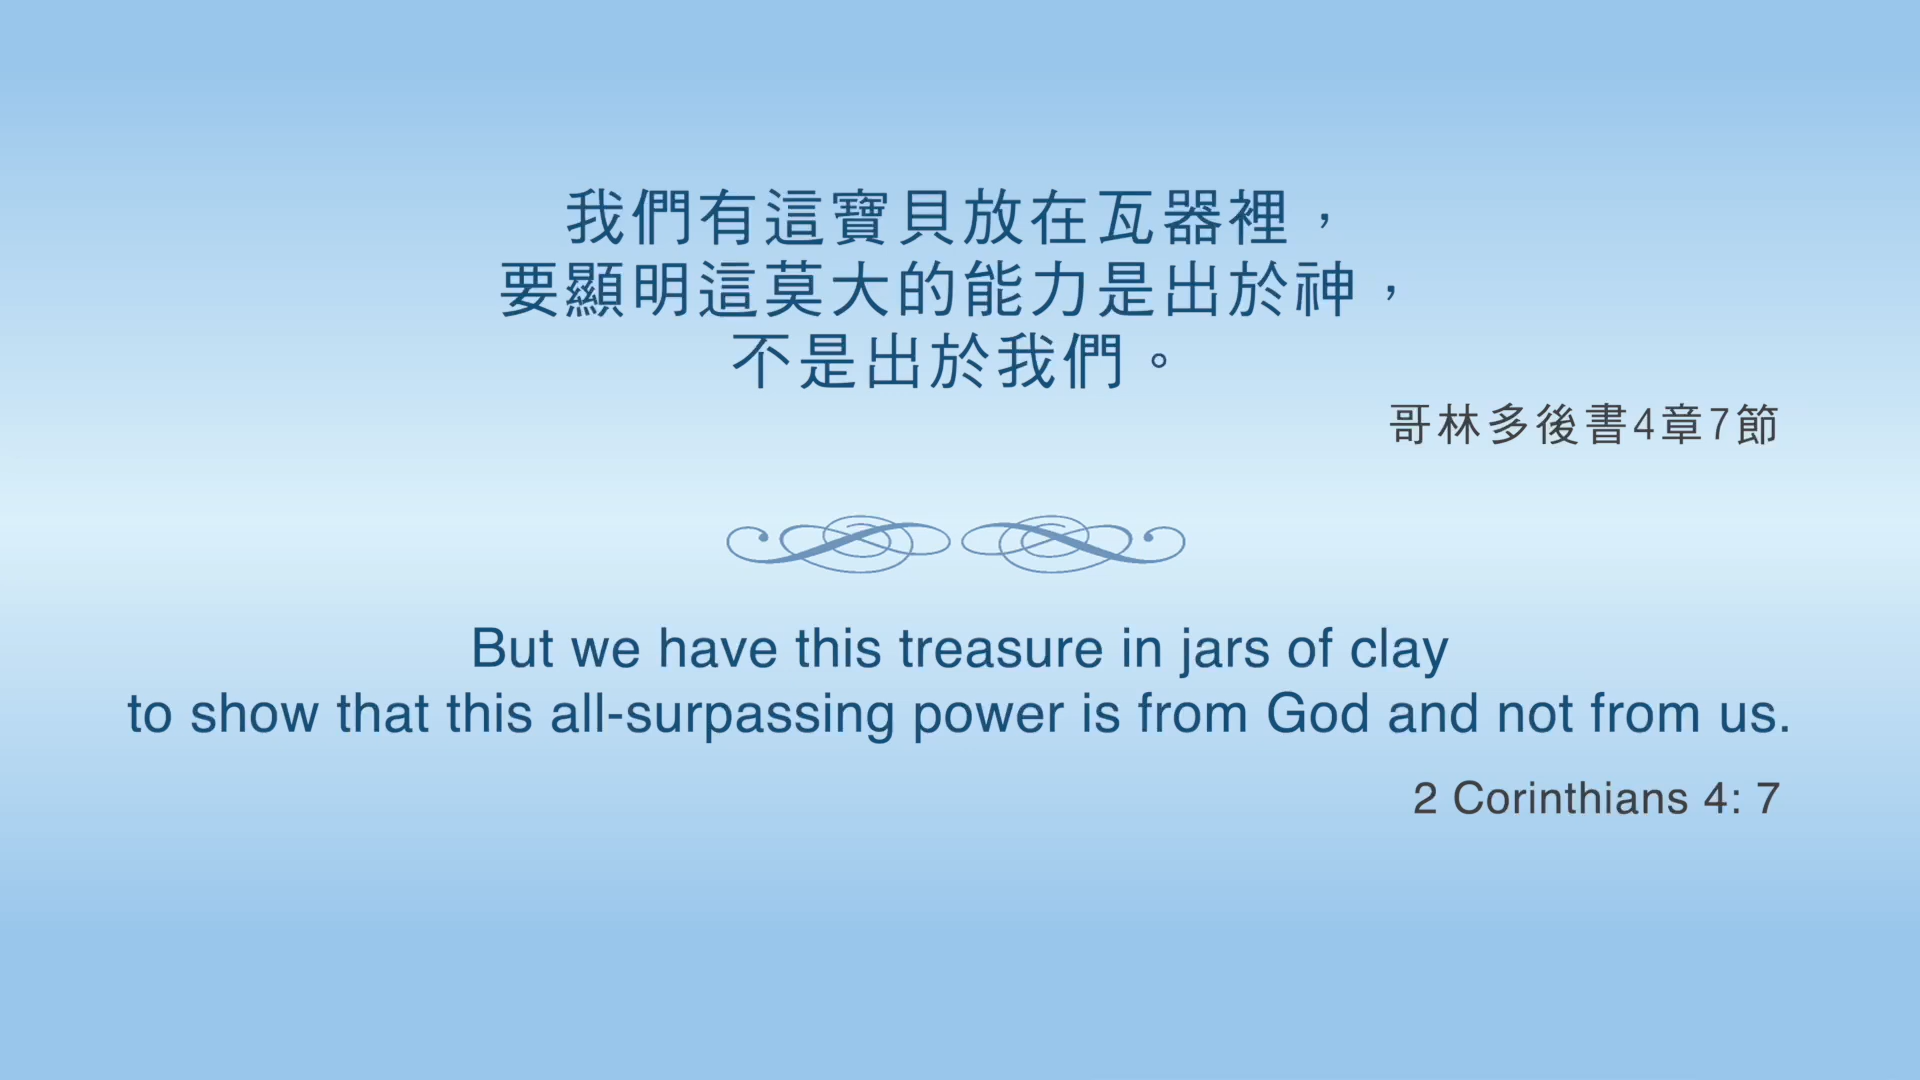 我們有這寶貝放在瓦器裡，
要顯明這莫大的能力是出於神，
不是出於我們。
哥林多後書4章7節
But we have this treasure in jars of clay
to show that this all-surpassing power is from God and not from us.
2 Corinthians 4: 7